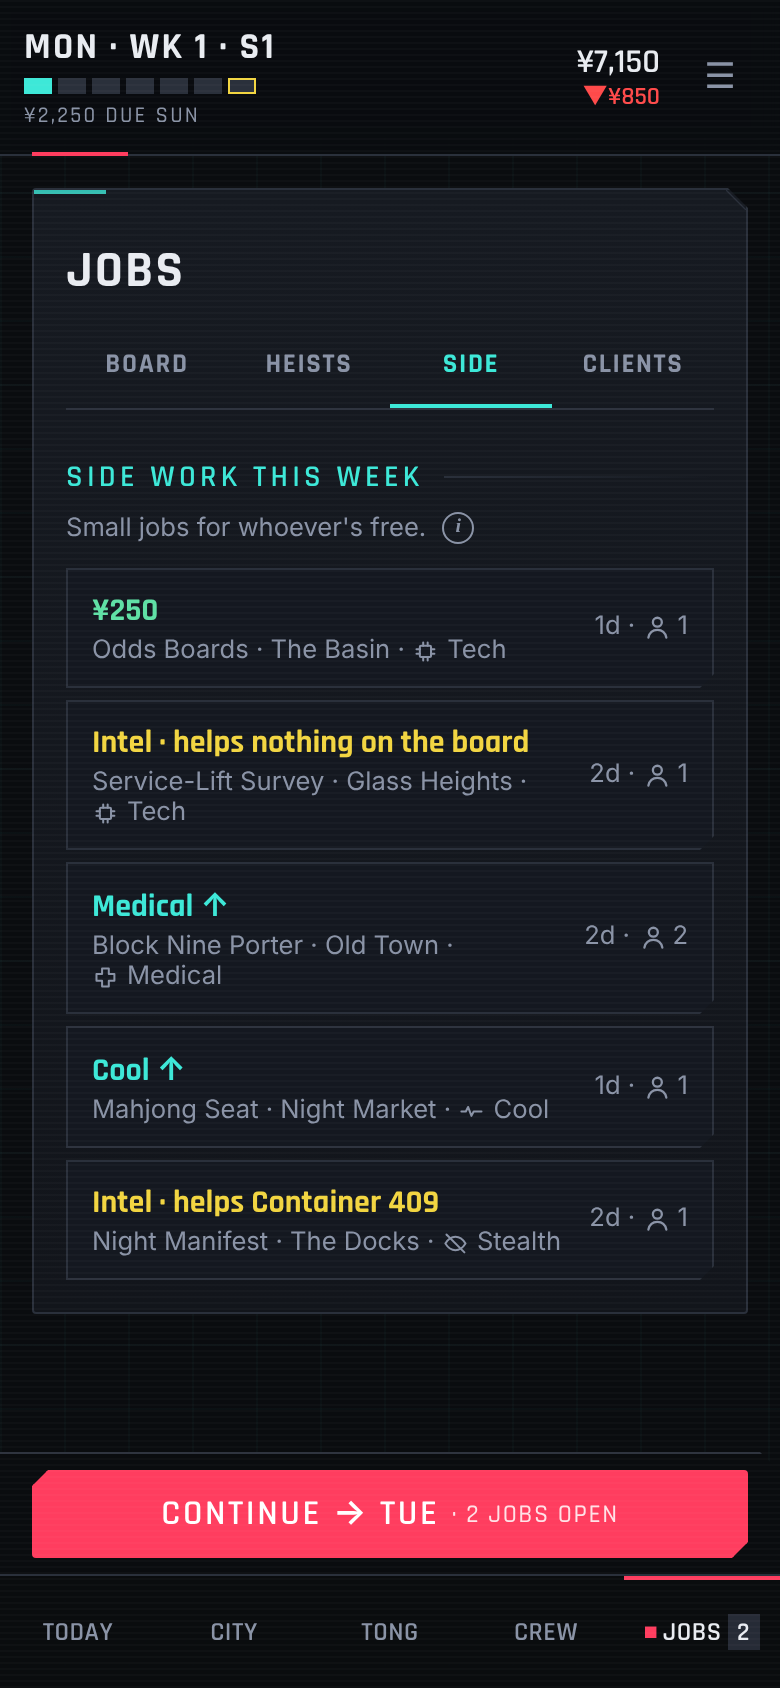 MON · WK 1 · S1
¥2,250 DUE SUN
¥7,150
▼¥850
JOBS
BOARD
HEISTS
SIDE
CLIENTS
SIDE WORK THIS WEEK
Small jobs for whoever's free. i
¥250
Odds Boards · The Basin · Tech
1d · 1
Intel · helps nothing on the board
Service-Lift Survey · Glass Heights ·
Tech
2d · 1
Medical ↑
Block Nine Porter · Old Town ·
Medical
2d · 2
Cool ↑
Mahjong Seat · Night Market · Cool
1d · 1
Intel · helps Container 409
Night Manifest · The Docks · Stealth
2d · 1
CONTINUE → TUE · 2 JOBS OPEN
TODAY
CITY
TONG
CREW
JOBS 2